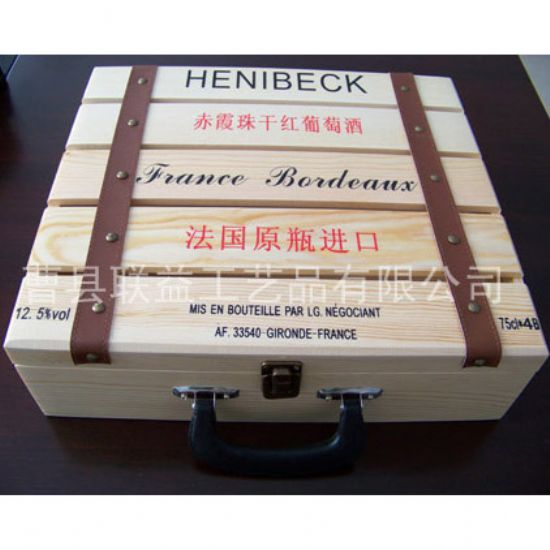 HENIBECK
赤霞珠干红葡萄酒
France Bordeaux
法国原瓶进口
曹县联益工艺品有限公司
12.5%vol
MIS EN BOUTEILLE PAR LG. NÉGOCIANT
75cl*4B
AF. 33540-GIRONDE-FRANCE